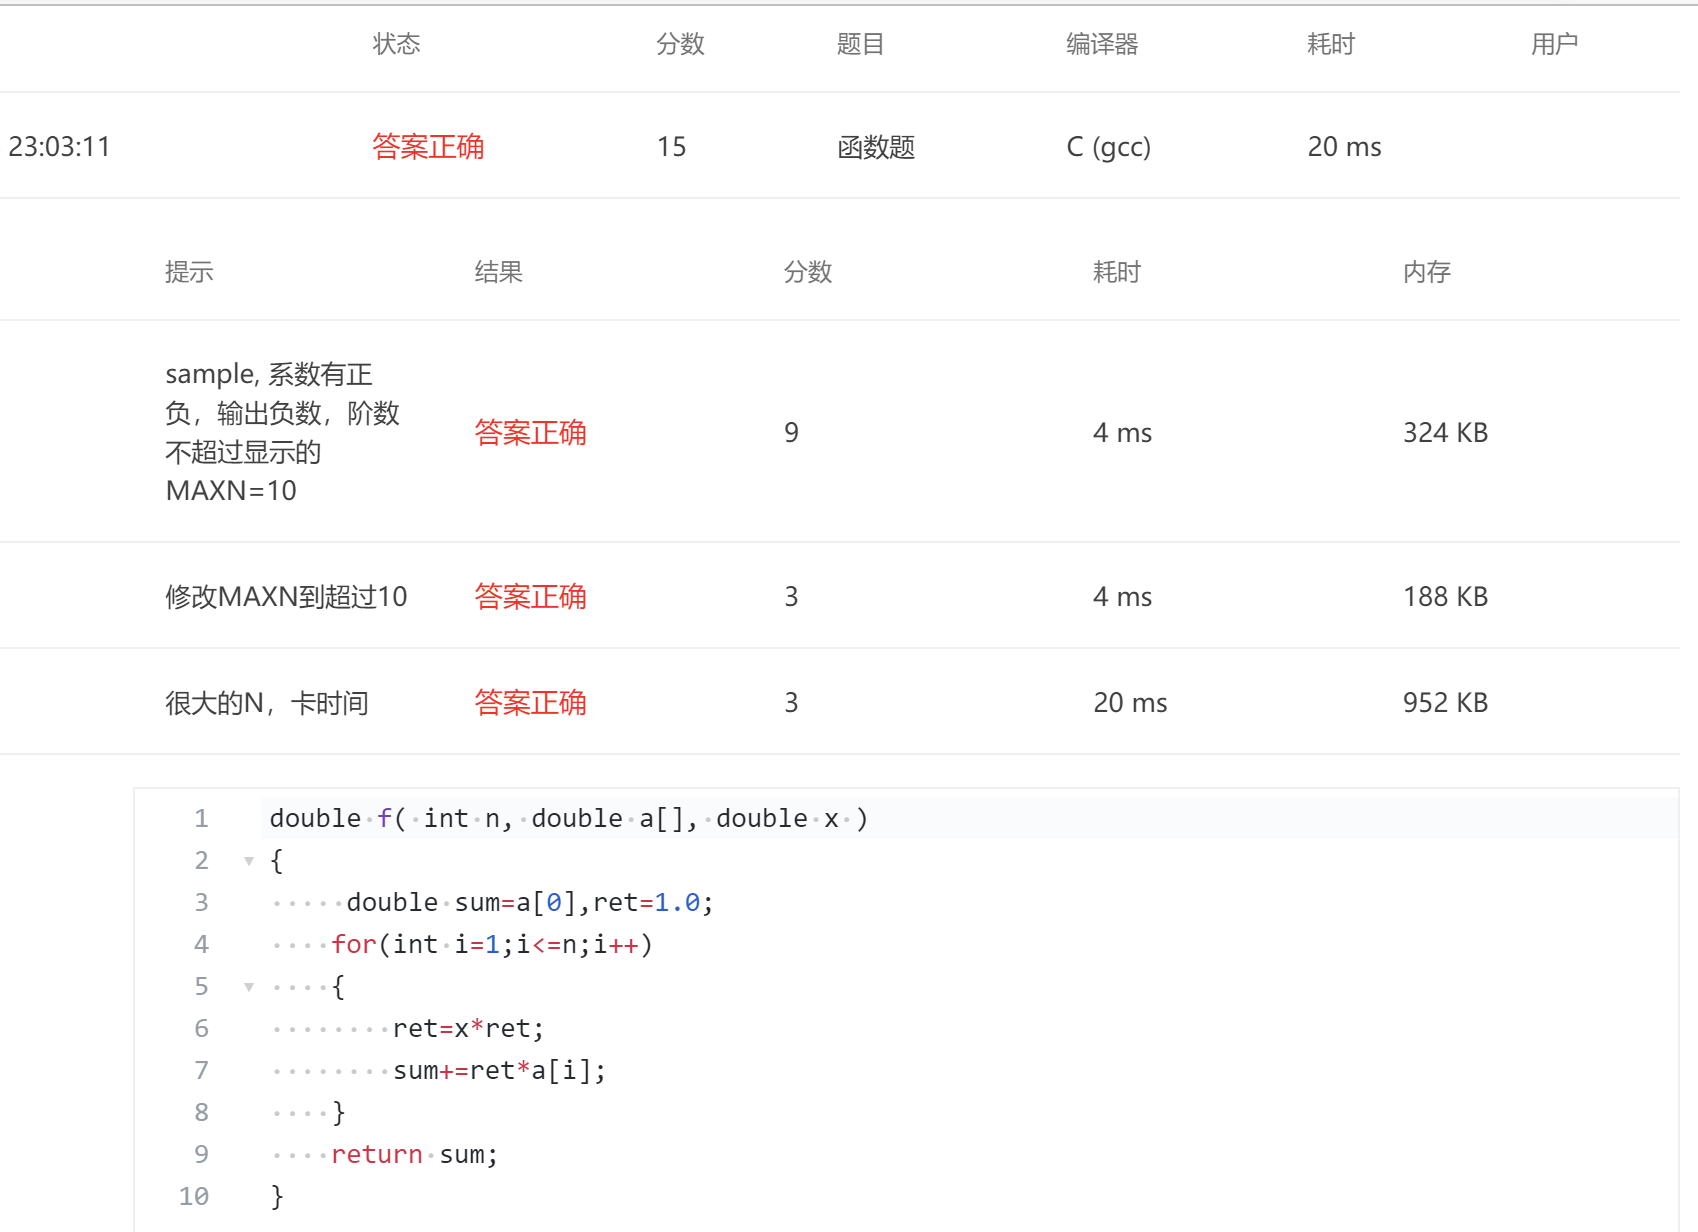 状态 分数 题目 编译器 耗时 用户
23:03:11 答案正确 15 函数题 C (gcc) 20 ms
提示 结果 分数 耗时 内存
sample, 系数有正
负，输出负数，阶数
不超过显示的
MAXN=10
答案正确 9 4 ms 324 KB
修改MAXN到超过10 答案正确 3 4 ms 188 KB
很大的N，卡时间 答案正确 3 20 ms 952 KB
1 double·f(·int·n,·double·a[],·double·x·)
2 {
3 ·····double·sum=a[0],ret=1.0;
4 ····for(int·i=1;i<=n;i++)
5 ····{
6 ········ret=x*ret;
7 ········sum+=ret*a[i];
8 ····}
9 ····return·sum;
10 }